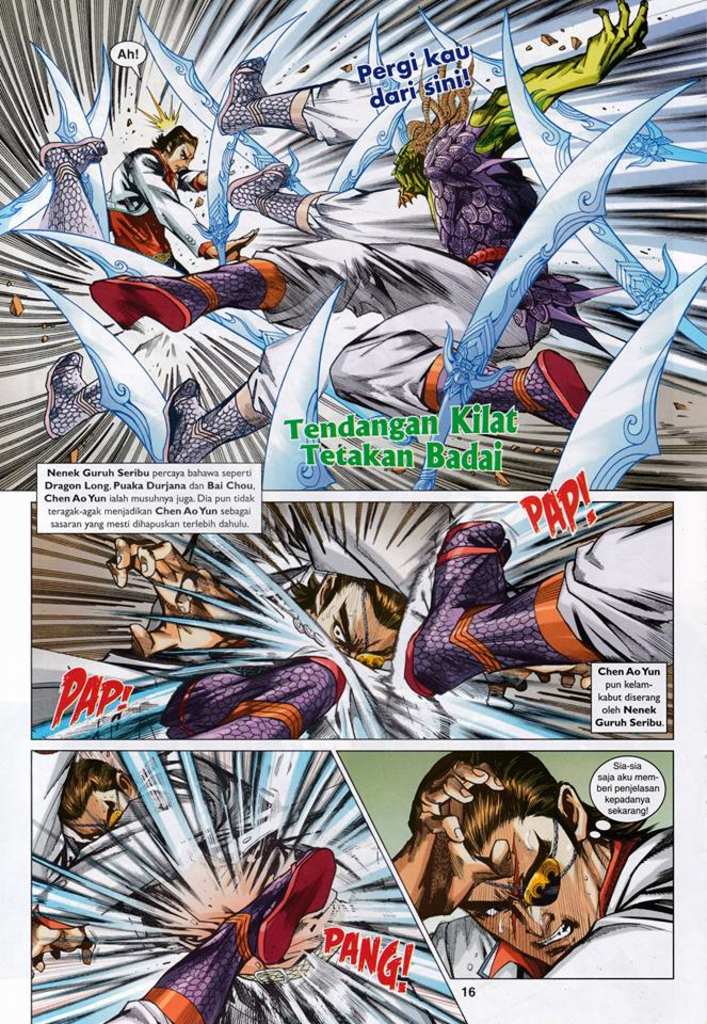 Ah!
Pergi kau
dari sini!
Tendangan Kilat
Tetakan Badai
Nenek Guruh Seribu percaya bahawa seperti
Dragon Long, Puaka Durjana dan Bai Chou,
Chen Ao Yun ialah musuhnya juga. Dia pun tidak
teragak-agak menjadikan Chen Ao Yun sebagai
sasaran yang mesti dihapuskan terlebih dahulu.
PAP!
PAP!
Chen Ao Yun
pun kelam-
kabut diserang
oleh Nenek
Guruh Seribu.
PANG!
Sia-sia
saja aku mem-
beri penjelasan
kepadanya
sekarang!
16